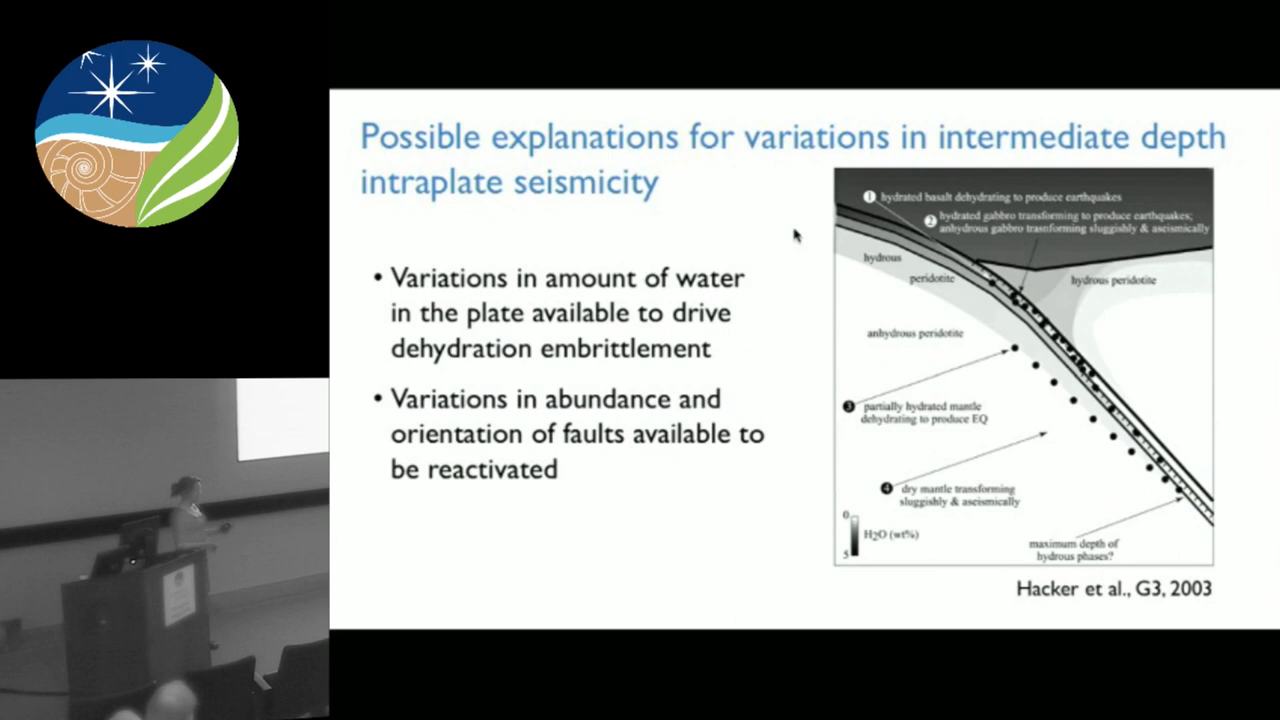 Possible explanations for variations in intermediate depth
intraplate seismicity
• Variations in amount of water
in the plate available to drive
dehydration embrittlement
• Variations in abundance and
orientation of faults available to
be reactivated
1 hydrated basalt dehydrating to produce earthquakes
2 hydrated gabbro transforming to produce earthquakes;
anhydrous gabbro trasnforming sluggishly & aseismically
hydrous
peridotite
hydrous peridotite
anhydrous peridotite
3 partially hydrated mantle
dehydrating to produce EQ
4 dry mantle transforming
sluggishly & aseismically
0
H2O (wt%)
5
maximum depth of
hydrous phases?
Hacker et al., G3, 2003